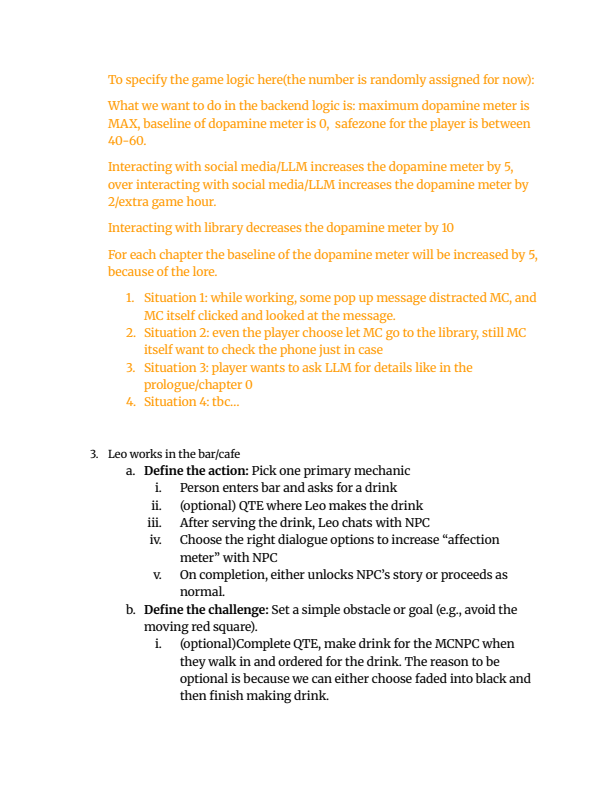 To specify the game logic here(the number is randomly assigned for now):
What we want to do in the backend logic is: maximum dopamine meter is
MAX, baseline of dopamine meter is 0,  safezone for the player is between
40-60.
Interacting with social media/LLM increases the dopamine meter by 5,
over interacting with social media/LLM increases the dopamine meter by
2/extra game hour.
Interacting with library decreases the dopamine meter by 10
For each chapter the baseline of the dopamine meter will be increased by 5,
because of the lore.
1. Situation 1: while working, some pop up message distracted MC, and
MC itself clicked and looked at the message.
2. Situation 2: even the player choose let MC go to the library, still MC
itself want to check the phone just in case
3. Situation 3: player wants to ask LLM for details like in the
prologue/chapter 0
4. Situation 4: tbc...
3. Leo works in the bar/cafe
a. Define the action: Pick one primary mechanic
i. Person enters bar and asks for a drink
ii. (optional) QTE where Leo makes the drink
iii. After serving the drink, Leo chats with NPC
iv. Choose the right dialogue options to increase “affection
meter” with NPC
v. On completion, either unlocks NPC’s story or proceeds as
normal.
b. Define the challenge: Set a simple obstacle or goal (e.g., avoid the
moving red square).
i. (optional)Complete QTE, make drink for the MCNPC when
they walk in and ordered for the drink. The reason to be
optional is because we can either choose faded into black and
then finish making drink.